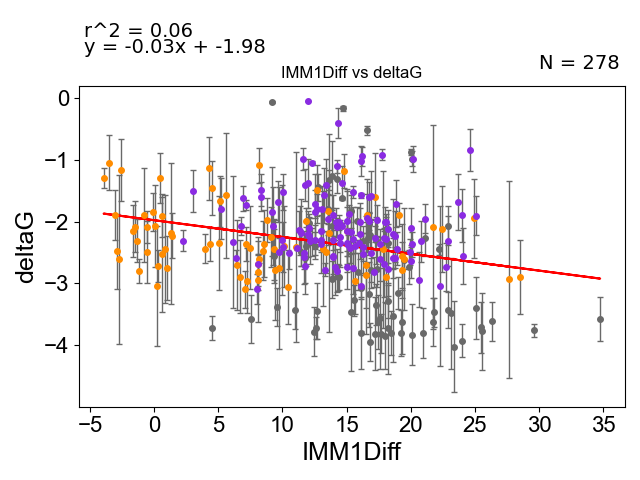 r^2 = 0.06
y = -0.03x + -1.98
N = 278
IMM1Diff vs deltaG
deltaG
0
−1
−2
−3
−4
−5
0
5
10
15
20
25
30
35
IMM1Diff